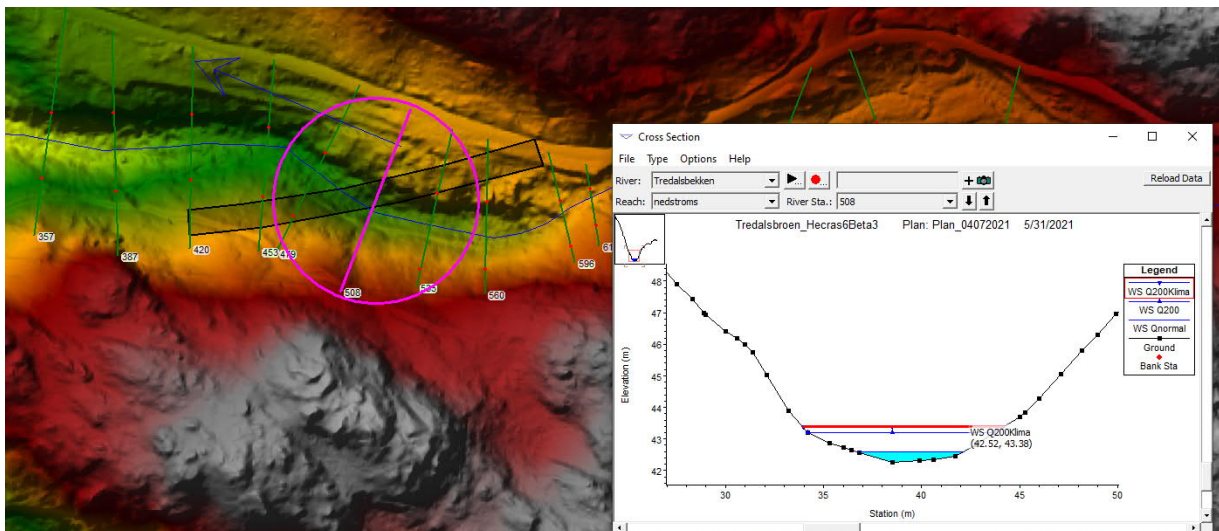 357
387
420
453
479
508
533
560
596
61
Cross Section
File Type Options Help
River: Tredalsbekken
Reload Data
Reach: nedstroms River Sta.: 508
Tredalsbroen_Hecras6Beta3 Plan: Plan_04072021 5/31/2021
Legend
WS Q200Klima
WS Q200
WS Qnormal
Ground
Bank Sta
Elevation (m)
48
47
46
45
44
43
42
WS Q200Klima
(42.52, 43.38)
30 35 40 45 50
Station (m)